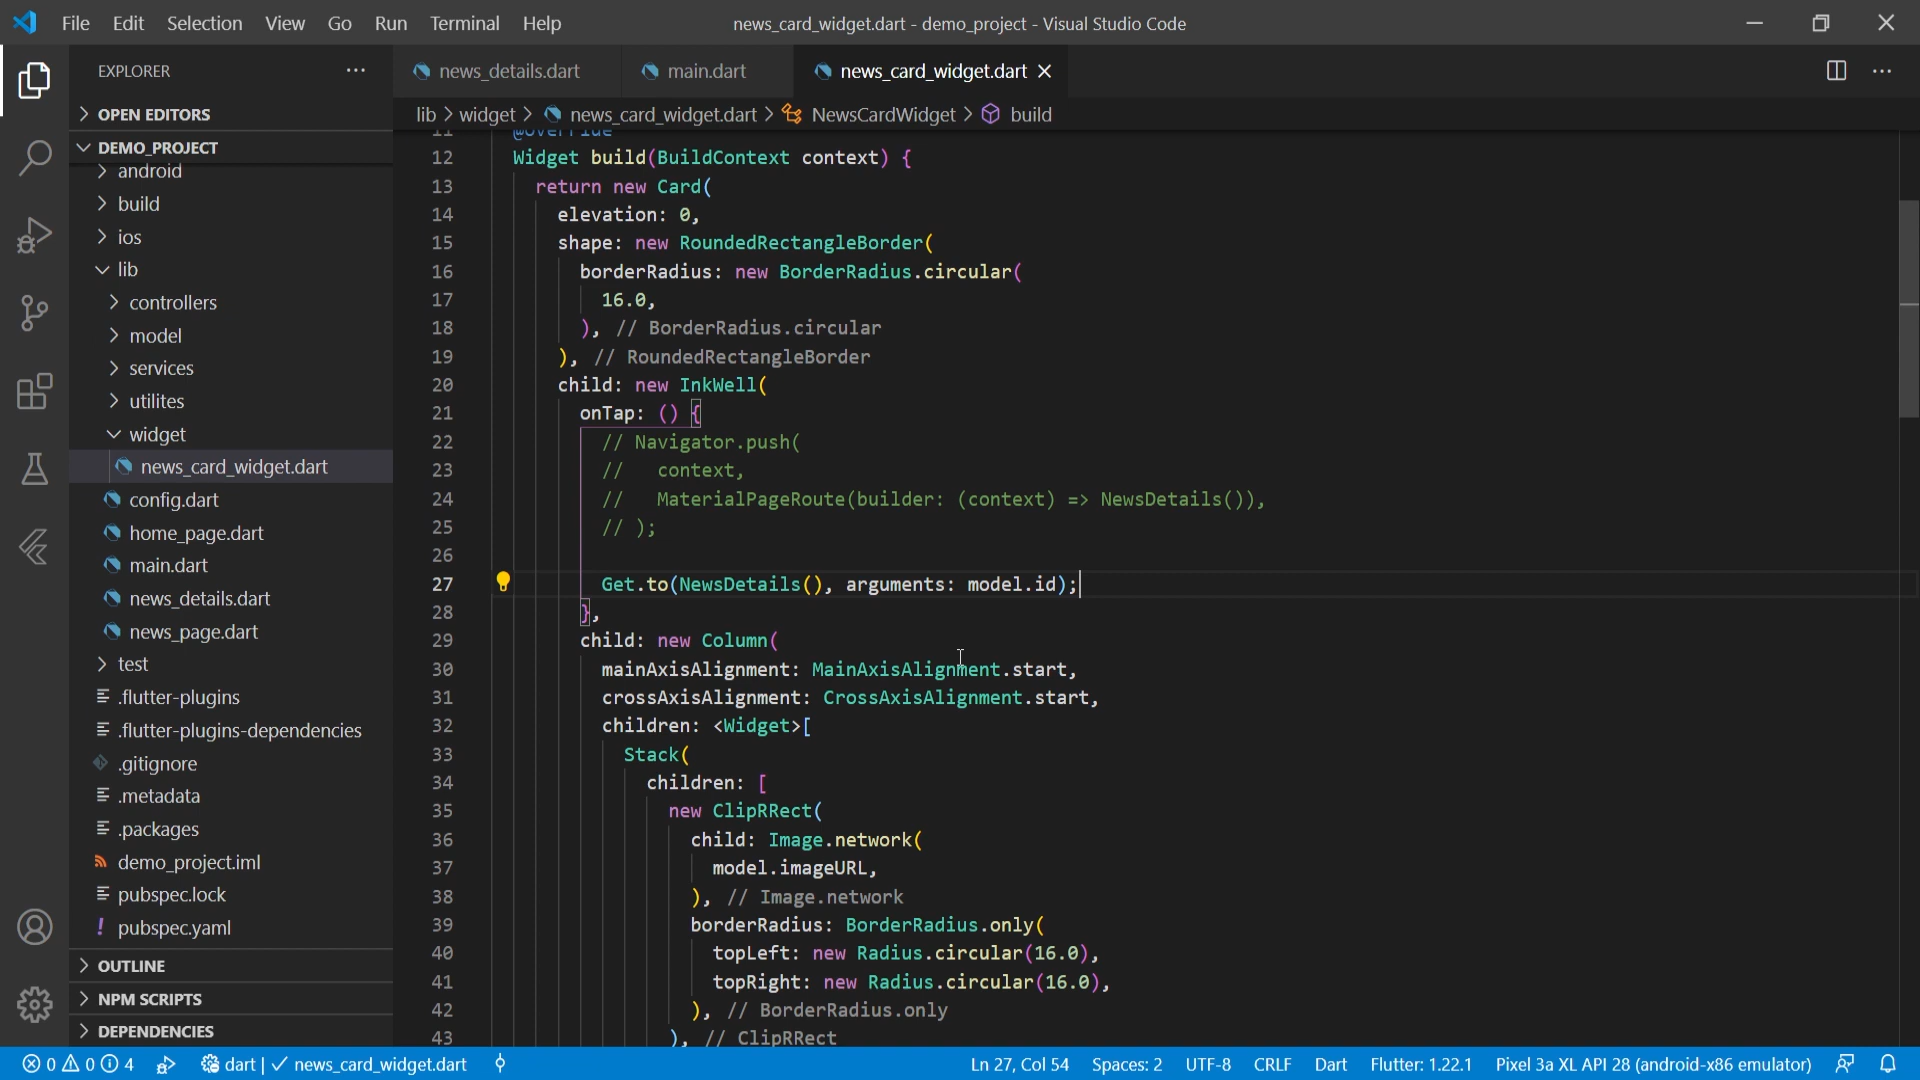 File Edit Selection View Go Run Terminal Help
news_card_widget.dart - demo_project - Visual Studio Code
EXPLORER
OPEN EDITORS
DEMO_PROJECT
android
build
ios
lib
controllers
model
services
utilites
widget
news_card_widget.dart
config.dart
home_page.dart
main.dart
news_details.dart
news_page.dart
test
.flutter-plugins
.flutter-plugins-dependencies
.gitignore
.metadata
.packages
demo_project.iml
pubspec.lock
! pubspec.yaml
OUTLINE
NPM SCRIPTS
DEPENDENCIES
news_details.dart main.dart news_card_widget.dart
lib > widget > news_card_widget.dart > NewsCardWidget > build
11 @override
12 Widget build(BuildContext context) {
13 return new Card(
14 elevation: 0,
15 shape: new RoundedRectangleBorder(
16 borderRadius: new BorderRadius.circular(
17 16.0,
18 ), // BorderRadius.circular
19 ), // RoundedRectangleBorder
20 child: new InkWell(
21 onTap: () {
22 // Navigator.push(
23 // context,
24 // MaterialPageRoute(builder: (context) => NewsDetails()),
25 // );
26
27 Get.to(NewsDetails(), arguments: model.id);
28 },
29 child: new Column(
30 mainAxisAlignment: MainAxisAlignment.start,
31 crossAxisAlignment: CrossAxisAlignment.start,
32 children: <Widget>[
33 Stack(
34 children: [
35 new ClipRRect(
36 child: Image.network(
37 model.imageURL,
38 ), // Image.network
39 borderRadius: BorderRadius.only(
40 topLeft: new Radius.circular(16.0),
41 topRight: new Radius.circular(16.0),
42 ), // BorderRadius.only
43 ), // ClipRRect
0 0 4 dart | ✓ news_card_widget.dart Ln 27, Col 54 Spaces: 2 UTF-8 CRLF Dart Flutter: 1.22.1 Pixel 3a XL API 28 (android-x86 emulator)